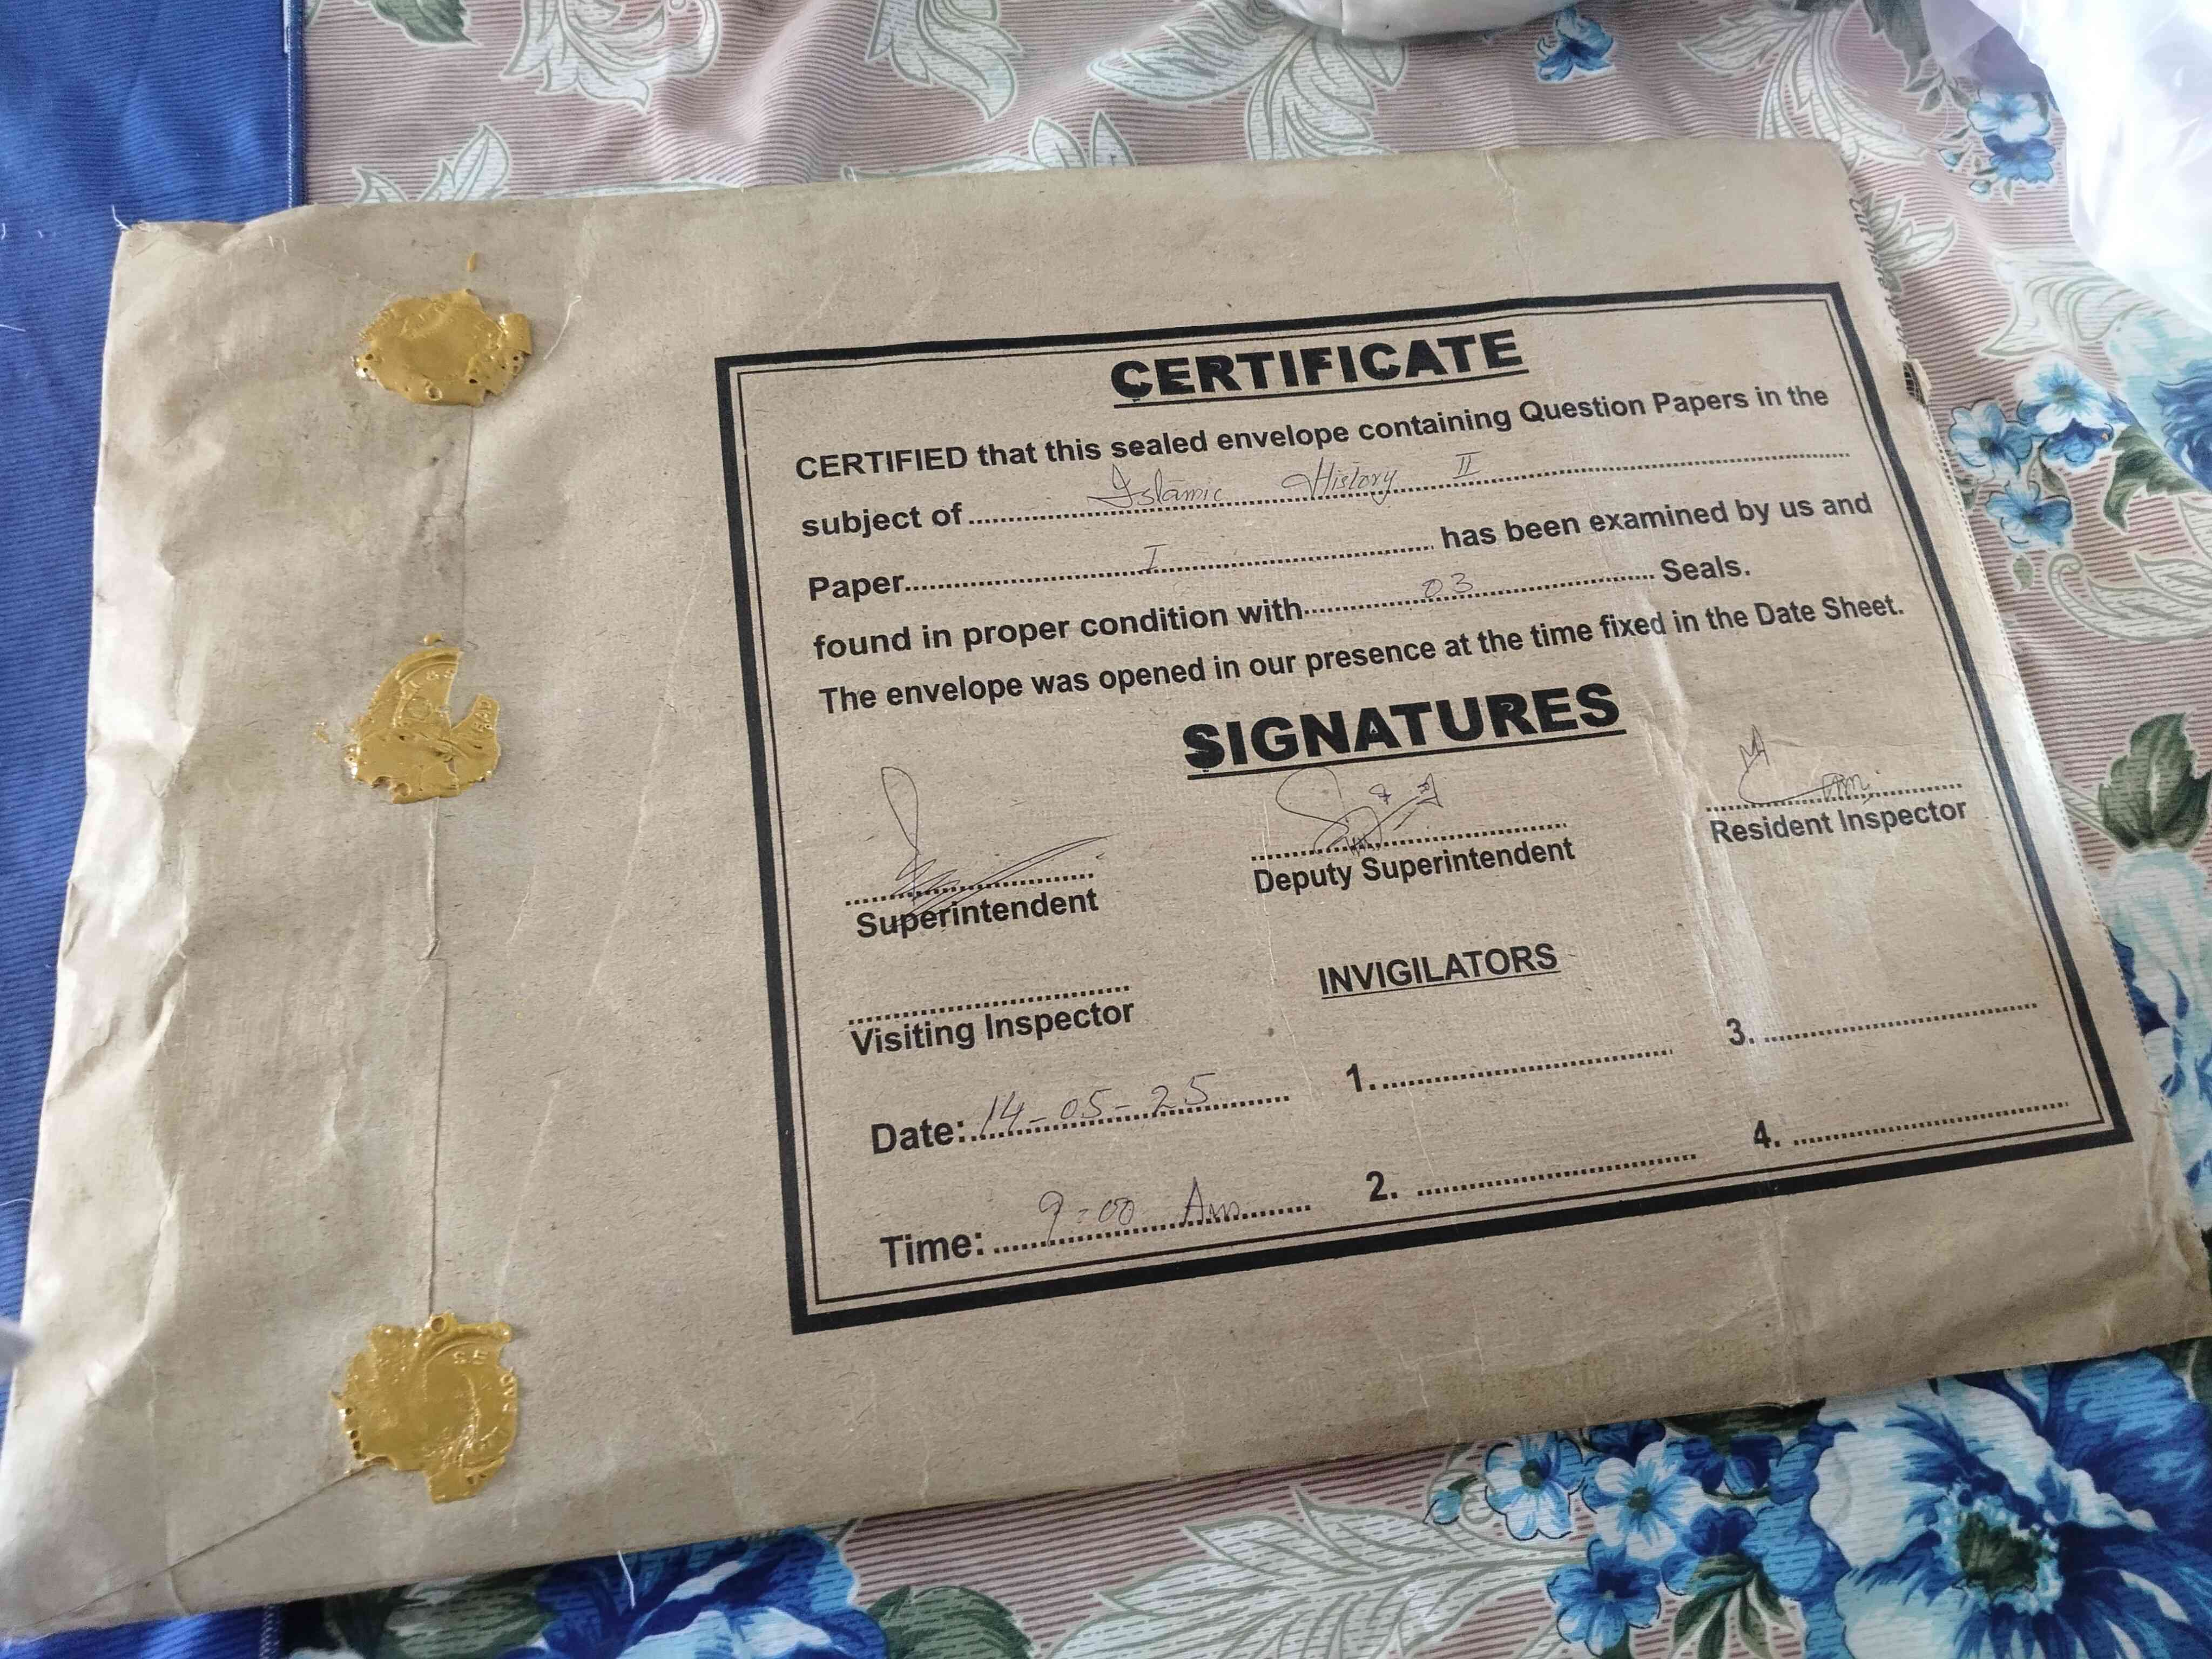 CERTIFICATE
CERTIFIED that this sealed envelope containing Question Papers in the
subject of Islamic History II
Paper I has been examined by us and
found in proper condition with 03 Seals.
The envelope was opened in our presence at the time fixed in the Date Sheet.
SIGNATURES
Superintendent
Deputy Superintendent
Resident Inspector
Visiting Inspector
INVIGILATORS
Date: 14-05-25
1.
3.
Time: 9-00 Am
2.
4.